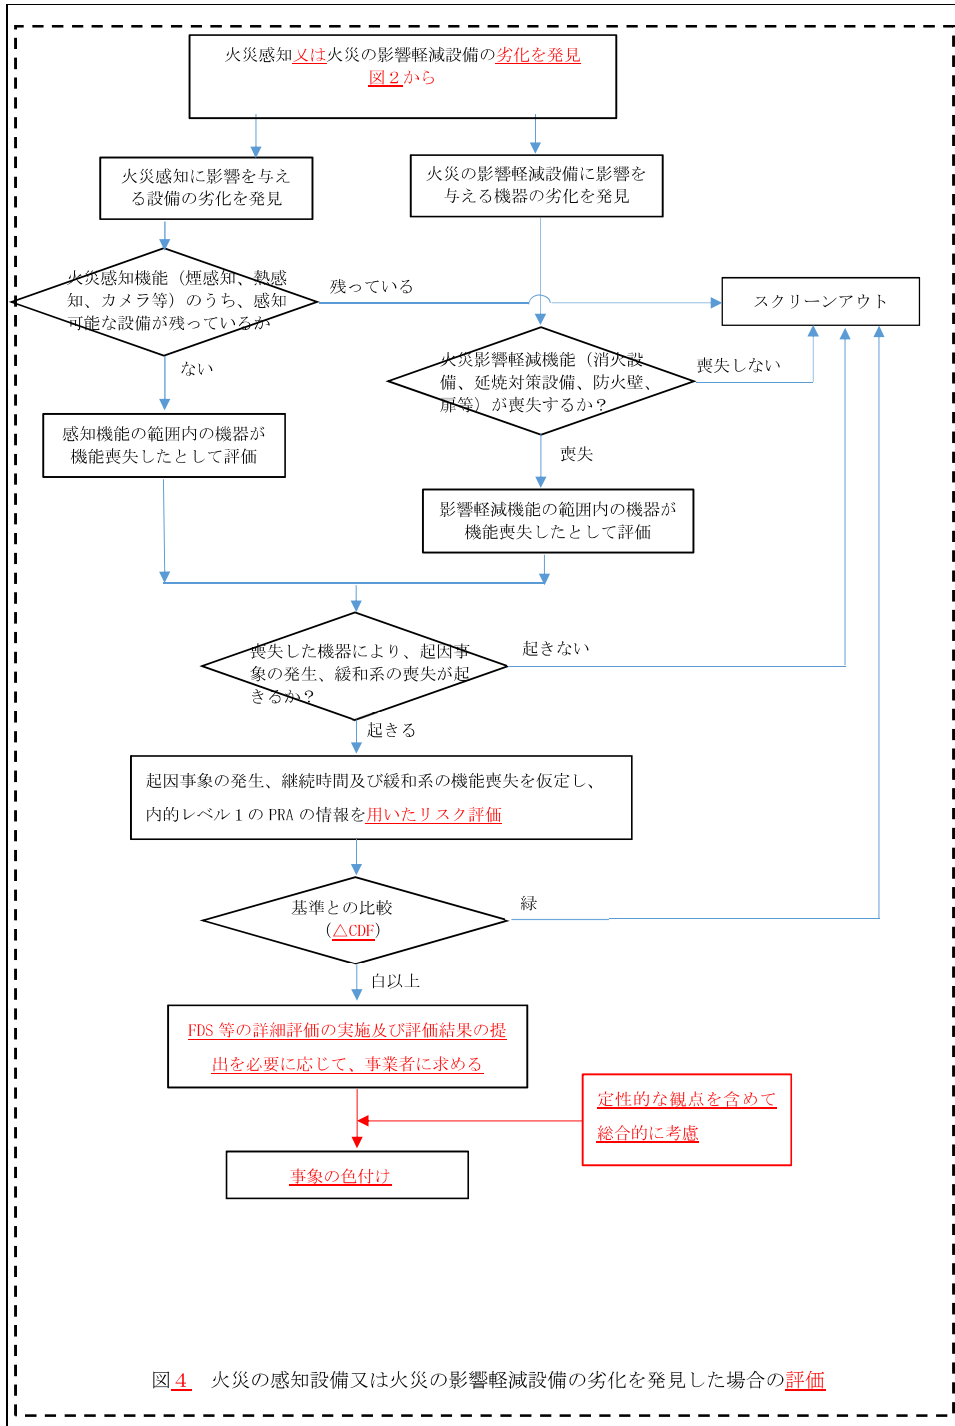 火災感知又は火災の影響軽減設備の劣化を発見
図２から
火災感知に影響を与え
る設備の劣化を発見
火災の影響軽減設備に影響を
与える機器の劣化を発見
火災感知機能（煙感知、熱感
知、カメラ等）のうち、感知
可能な設備が残っているか
残っている
スクリーンアウト
ない
火災影響軽減機能（消火設
備、延焼対策設備、防火壁、
扉等）が喪失するか？
喪失しない
感知機能の範囲内の機器が
機能喪失したとして評価
喪失
影響軽減機能の範囲内の機器が
機能喪失したとして評価
喪失した機器により、起因事
象の発生、緩和系の喪失が起
きるか？
起きない
起きる
起因事象の発生、継続時間及び緩和系の機能喪失を仮定し、
内的レベル１の PRA の情報を用いたリスク評価
基準との比較
（△CDF）
緑
白以上
FDS 等の詳細評価の実施及び評価結果の提
出を必要に応じて、事業者に求める
定性的な観点を含めて
総合的に考慮
事象の色付け
図４　火災の感知設備又は火災の影響軽減設備の劣化を発見した場合の評価